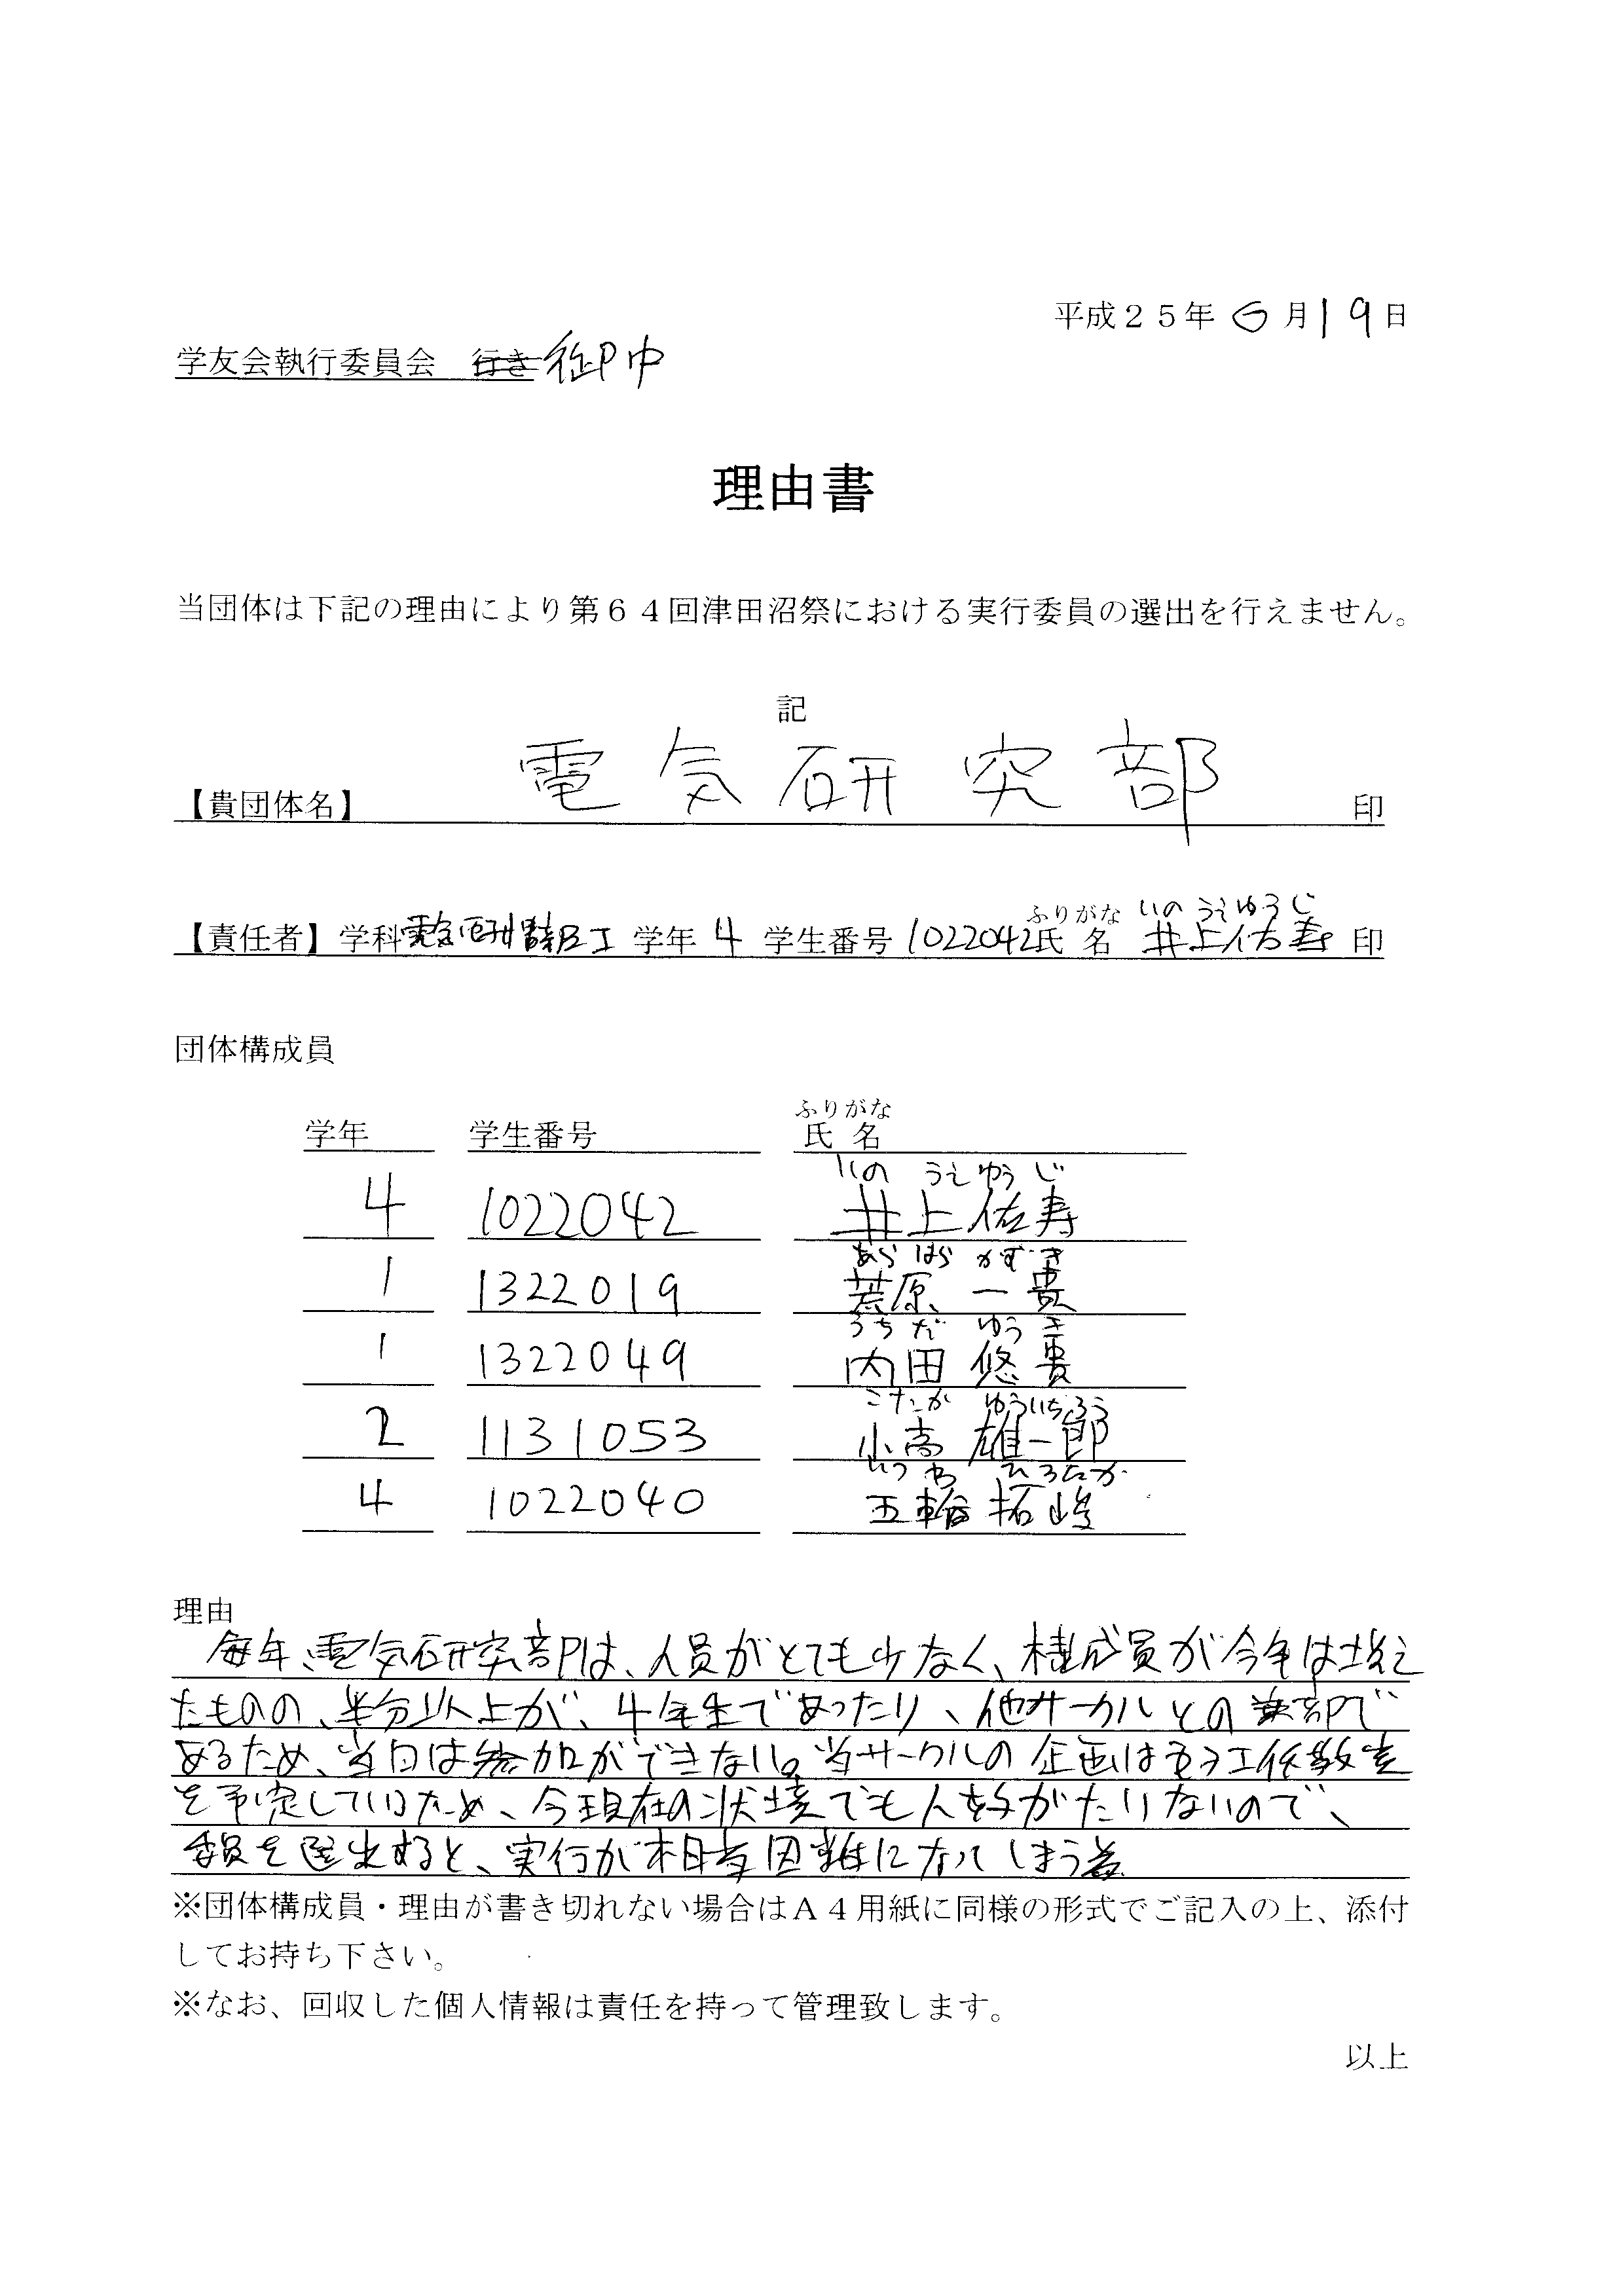 平成２５年 6月19日
学友会執行委員会 行き 御中
理由書
当団体は下記の理由により第６４回津田沼祭における実行委員の選出を行えません。
記
【貴団体名】 電気研究部 印
ふりがな いのうえゆうじ
【責任者】学科 電気電子情報工 学年 4 学生番号 1022042 氏名 井上佑寿 印
団体構成員
ふりがな
学年 学生番号 氏名
いのうえゆうじ
4 1022042 井上佑寿
あらはらかずき
1 1322019 荒原一貴
うちだゆうき
1 1322049 内田悠貴
こたかゆういちろう
2 1131053 小高雄一郎
いつわひろたか
4 1022040 五輪拓峰
理由
毎年、電気研究部は、人員がとても少なく、構成員が今年は増え
たものの、半分以上が、4年生であったり、他サークルとの兼部で
あるため、当日は参加ができない。当サークルの企画は電子工作教室
を予定しているため、今現在の状境でも人数がたりないので、
委員を選出すると、実行が相当困難になってしまう為
※団体構成員・理由が書き切れない場合はＡ４用紙に同様の形式でご記入の上、添付
してお持ち下さい。
※なお、回収した個人情報は責任を持って管理致します。
以上